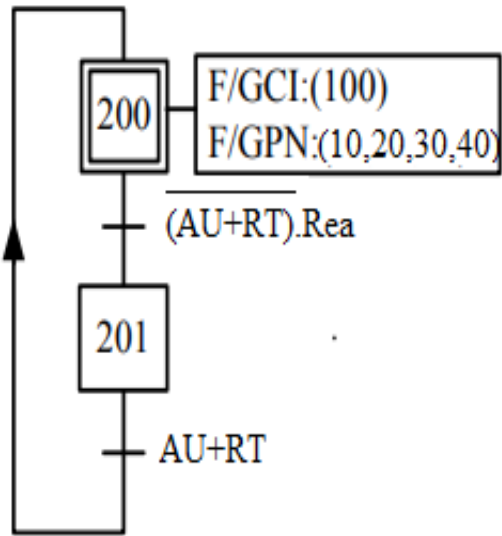 200
F/GCI:(100)
F/GPN:(10,20,30,40)
(AU+RT).Rea
201
AU+RT